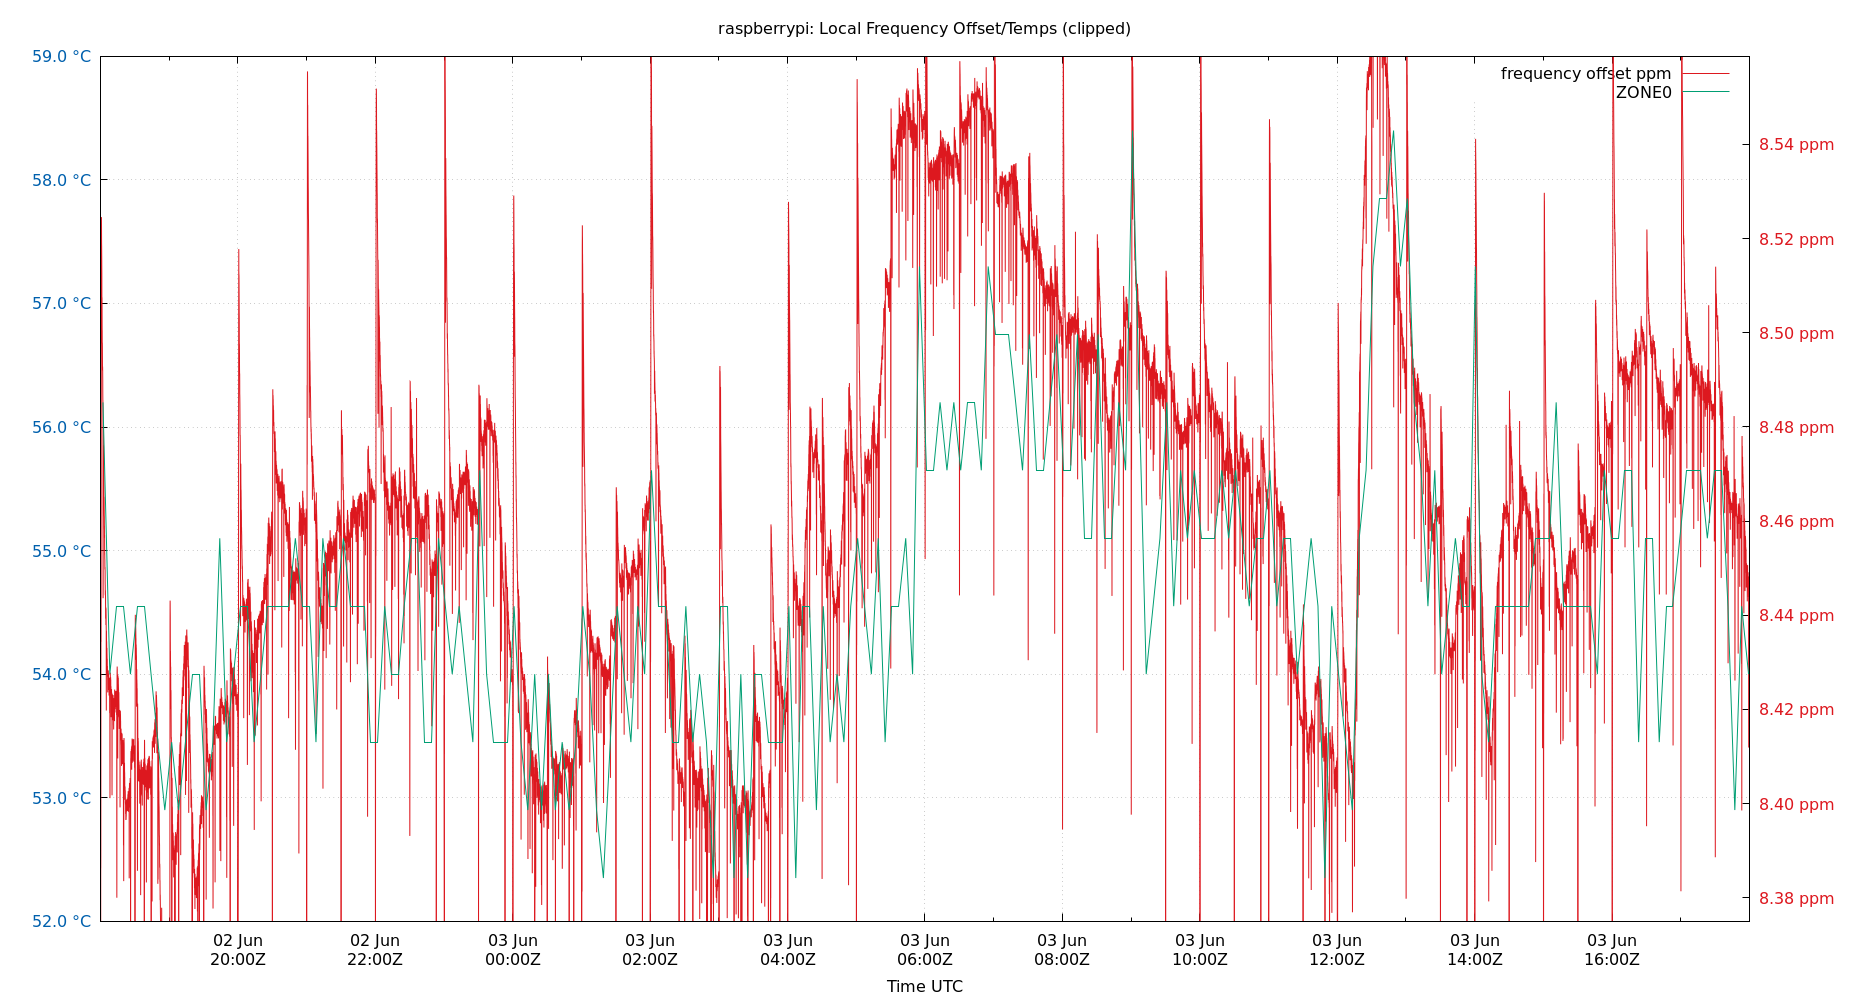 raspberrypi: Local Frequency Offset/Temps (clipped)
59.0 °C
58.0 °C
57.0 °C
56.0 °C
55.0 °C
54.0 °C
53.0 °C
52.0 °C
frequency offset ppm
ZONE0
8.54 ppm
8.52 ppm
8.50 ppm
8.48 ppm
8.46 ppm
8.44 ppm
8.42 ppm
8.40 ppm
8.38 ppm
02 Jun 02 Jun 03 Jun 03 Jun 03 Jun 03 Jun 03 Jun 03 Jun 03 Jun 03 Jun 03 Jun
20:00Z 22:00Z 00:00Z 02:00Z 04:00Z 06:00Z 08:00Z 10:00Z 12:00Z 14:00Z 16:00Z
Time UTC